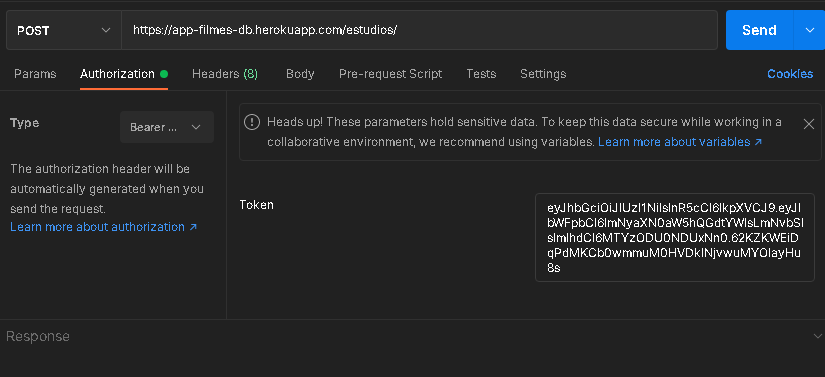 POST
https://app-filmes-db.herokuapp.com/estudios/
Send
Params
Authorization
Headers (8)
Body
Pre-request Script
Tests
Settings
Cookies
Type
Bearer ...
The authorization header will be
automatically generated when you
send the request.
Learn more about authorization ↗
Heads up! These parameters hold sensitive data. To keep this data secure while working in a
collaborative environment, we recommend using variables. Learn more about variables ↗
Token
eyJhbGciOiJIUzI1NiIsInR5cCI6IkpXVCJ9.eyJl
bWFpbCI6ImNyaXN0aW5hQGdtYWlsLmNvbSI
sImlhdCI6MTYzODU0NDUxNn0.62KZKWEiD
qPdMKCb0wmmuM0HVDkINjvwuMYOlayHu
8s
Response